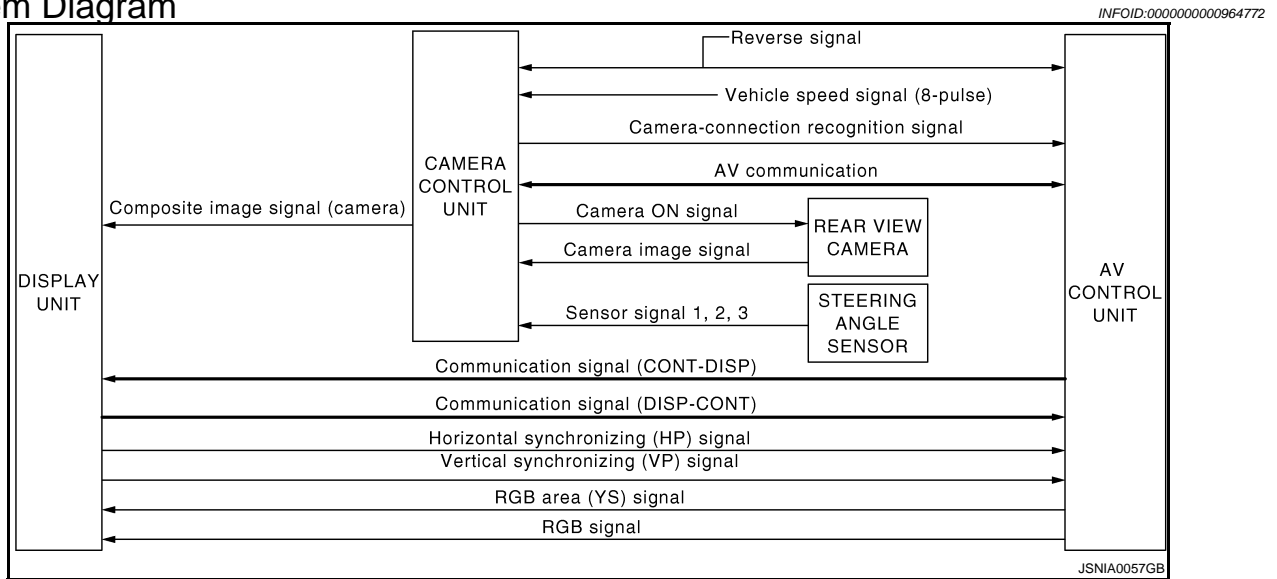 em Diagram
INFOID:0000000000964772
Reverse signal
Vehicle speed signal (8-pulse)
Camera-connection recognition signal
AV communication
CAMERA
CONTROL
UNIT
Composite image signal (camera)
Camera ON signal
Camera image signal
REAR VIEW
CAMERA
DISPLAY
UNIT
AV
CONTROL
UNIT
Sensor signal 1, 2, 3
STEERING
ANGLE
SENSOR
Communication signal (CONT-DISP)
Communication signal (DISP-CONT)
Horizontal synchronizing (HP) signal
Vertical synchronizing (VP) signal
RGB area (YS) signal
RGB signal
JSNIA0057GB